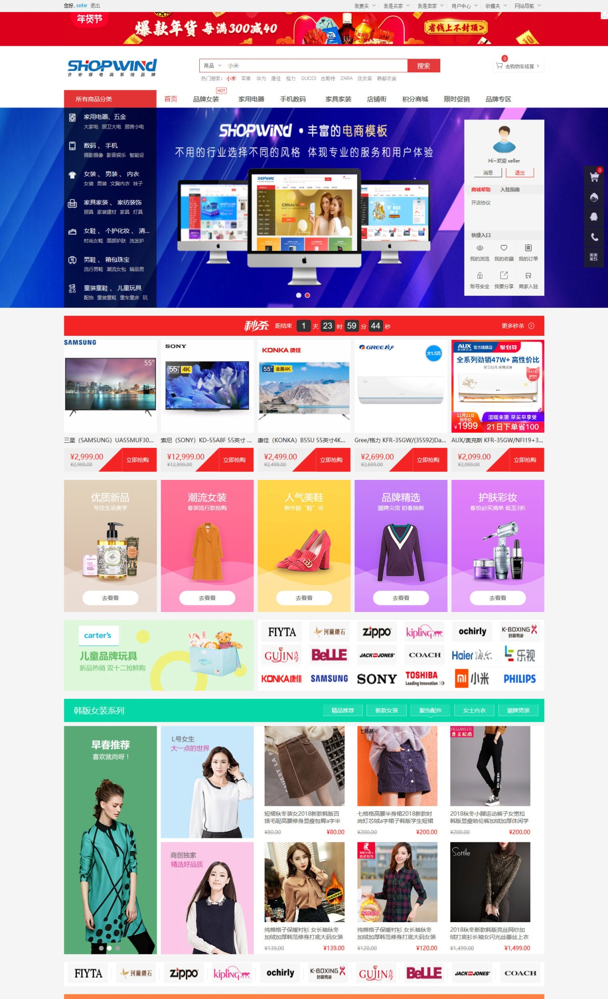 您好, seller 退出
我要买 我是买家 我是卖家 用户中心 收藏夹 网站导航
年货节
爆款年货 每满300减40
省钱上不封顶>
10
SHOPWIND
企业级电商系统品牌
商品 小米 搜索
0
去购物车结算 >
热门搜索: 小米 苹果 华为 康佳 格力 GUCCI 古斯特 ZARA 优衣库 韩都衣舍
所有商品分类
HOT
首页 品牌女装 家用电器 手机数码 家具家装 店铺街 积分商城 限时促销 品牌专区
家用电器、五金
大家电 厨卫大电 厨房小电
数码 、 手机
摄影摄像 影音娱乐 智能设
女装 、 男装 、 内衣
女装 男装 文胸内衣 袜子
家具家装 、 家纺装饰
厨具 家装建材 家具 灯具
女鞋 、 个护化妆 、 清...
时尚女鞋 面部护肤 洗发护
男鞋 、 箱包珠宝
流行男鞋 潮流女包 精品男
童装童鞋 、 儿童玩具
配饰 童装童鞋 童车童床 玩
SHOPWIND • 丰富的电商模板
不用的行业选择不同的风格 体现专业的服务和用户体验
红米Note 5A
Hi~欢迎 seller
消息 退出
商城帮助 入驻指南
开店协议
快捷入口
我的浏览 我的收藏 我的订单
账号安全 我要分享 商家入驻
0
秒杀 距结束 1 天 23 时 59 分 44 秒
更多秒杀
SAMSUNG
55"
SONY
55" 4K
KONKA 康佳
55" 金属4K
GREE 格力
大1.5匹
AUX 官方旗舰店 聚划算
全系列劲销47W+ 高性价比
11月21日
到手价
¥1999
温暖来袭 早买早享受
21日下单省100
三星（SAMSUNG）UA55MUF30...
索尼（SONY）KD-55A8F 55英寸 ...
康佳（KONKA）B55U 55英寸4K...
Gree/格力 KFR-35GW/(35592)Da...
AUX/奥克斯 KFR-35GW/NFI19+3...
¥2,999.00 立即抢购
¥2,999.00
¥12,999.00 立即抢购
¥12,999.00
¥2,499.00 立即抢购
¥2,499.00
¥2,699.00 立即抢购
¥2,699.00
¥2,099.00 立即抢购
¥2,099.00
优质新品
专注生活美学
去看看
潮流女装
春装流行款抢购
去看看
人气美鞋
新外貌“鞋”会
去看看
品牌精选
潮牌尖货 初春换新
去看看
护肤彩妆
春妆必买清单 低至3折
LANCOME
去看看
carter's
儿童品牌玩具
新品热销 双十二抢鲜购
FIYTA 珂蘭鑽石 Zippo kipling ochirly K-BOXING 劲霸男装
GUJIN古今 BeLLE JACK JONES COACH Haier 海尔 乐视
KONKA康佳 SAMSUNG SONY TOSHIBA Leading Innovation >>> 小米 PHILIPS
韩版女装系列
精品推荐 新款女装 服饰配件 女士内衣 潮牌男装
早春推荐
喜欢就尚呀！
L号女生
大一点的世界
商创独家
精选好品质
短裙秋冬装女2018新款韩版百
搭毛呢高腰修身显瘦包臀a字半
¥80.00 ¥80.00
七格格
七格格高腰半身裙2018新款时
尚灯芯绒a字裙子韩版学生短裙
¥200.00 ¥200.00
FEILANSITU
2018秋冬小脚运动裤子女宽松
韩版显瘦哈伦裤加绒加厚休闲学
¥200.00 ¥200.00
纯棉格子保暖衬衫 女长袖秋冬
加绒加厚韩范修身打底大码女装
¥139.00 ¥139.00
纯棉格子保暖衬衫 女长袖秋冬
加绒加厚韩范修身打底大码女装
¥120.00 ¥120.00
Sottile
2018秋冬新款韩版亮丝网纱加
绒打底衫长袖女闪光丝蕾丝上衣
¥1,499.00 ¥1,499.00
FIYTA 珂蘭鑽石 Zippo kipling ochirly K-BOXING 劲霸男装 GUJIN古今 BeLLE JACK JONES COACH